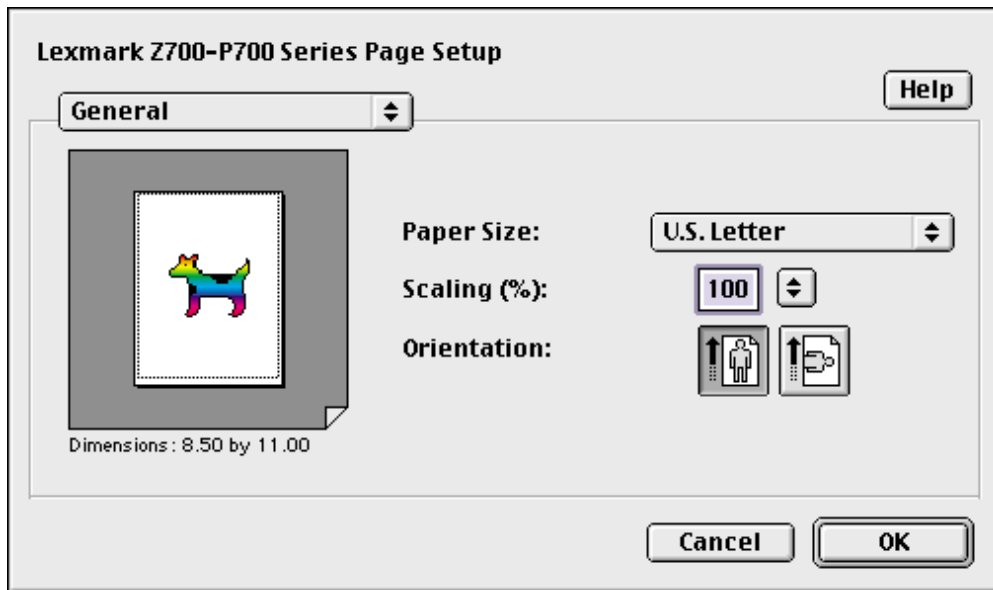 Lexmark Z700-P700 Series Page Setup
Help
General
Paper Size: U.S. Letter
Scaling (%): 100
Orientation:
Dimensions: 8.50 by 11.00
Cancel OK